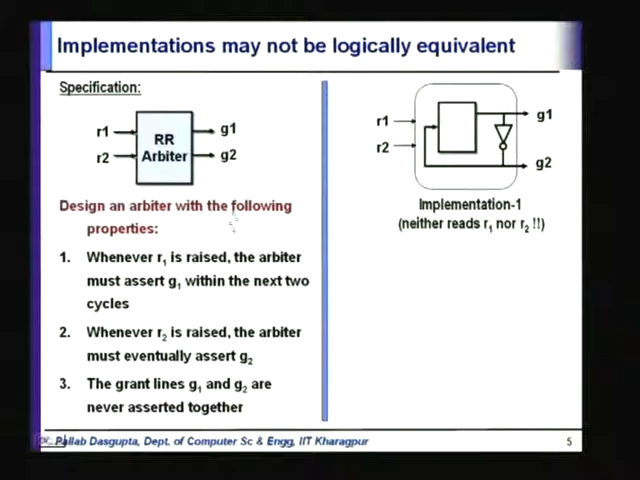 Implementations may not be logically equivalent
Specification:
r1
r2
RR
Arbiter
g1
g2
Design an arbiter with the following
properties:
1. Whenever r1 is raised, the arbiter
must assert g1 within the next two
cycles
2. Whenever r2 is raised, the arbiter
must eventually assert g2
3. The grant lines g1 and g2 are
never asserted together
r1
r2
g1
g2
Implementation-1
(neither reads r1 nor r2 !!)
Pallab Dasgupta, Dept. of Computer Sc & Engg, IIT Kharagpur
5